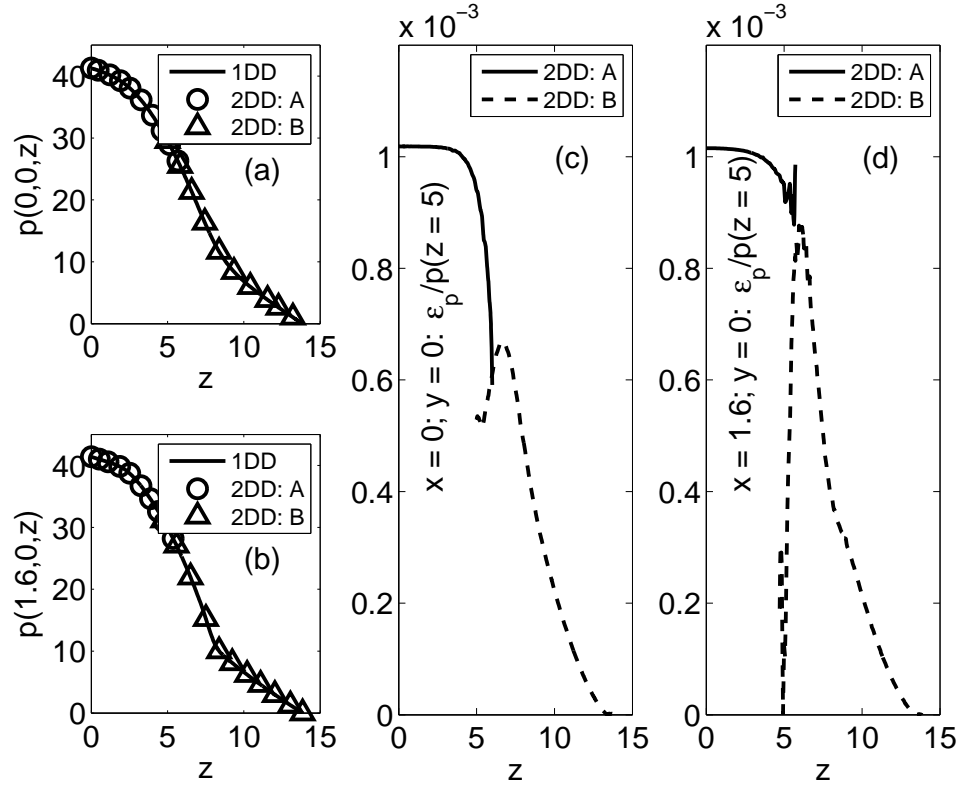 p(0,0,z)
40
30
20
10
0
0 5 10 15
z
1DD
2DD: A
2DD: B
(a)
p(1.6,0,z)
40
30
20
10
0
0 5 10 15
z
1DD
2DD: A
2DD: B
(b)
x 10⁻³
1
0.8
0.6
0.4
0.2
0
0 5 10 15
z
x = 0; y = 0: εₚ/p(z = 5)
2DD: A
2DD: B
(c)
x 10⁻³
1
0.8
0.6
0.4
0.2
0
0 5 10 15
z
x = 1.6; y = 0: εₚ/p(z = 5)
2DD: A
2DD: B
(d)